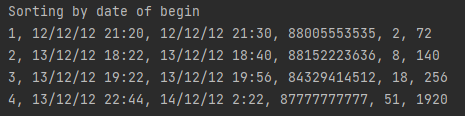 Sorting by date of begin
1, 12/12/12 21:20, 12/12/12 21:30, 88005553535, 2, 72
2, 13/12/12 18:22, 13/12/12 18:40, 88152223636, 8, 140
3, 13/12/12 19:22, 13/12/12 19:56, 84329414512, 18, 256
4, 13/12/12 22:44, 14/12/12 2:22, 87777777777, 51, 1920